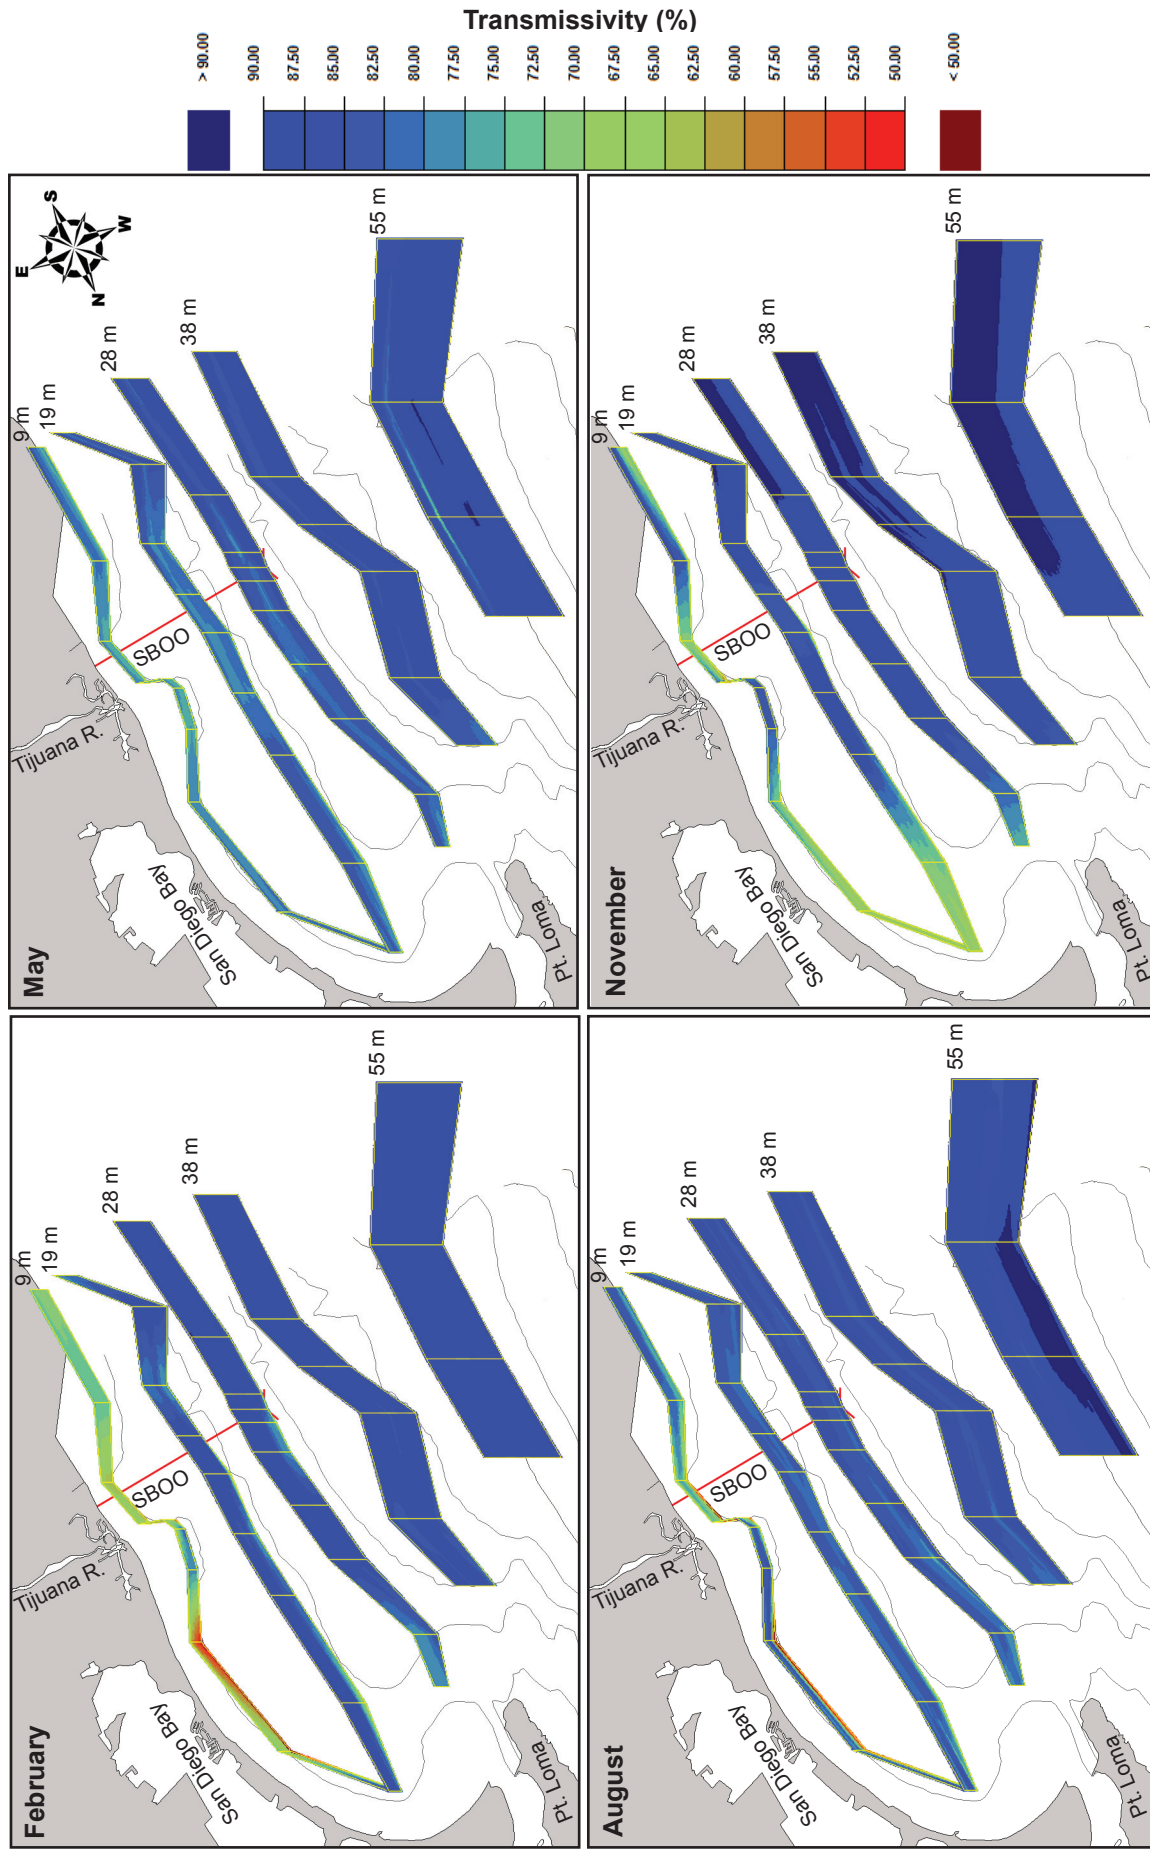 Transmissivity (%)
> 90.00
90.00
87.50
85.00
82.50
80.00
77.50
75.00
72.50
70.00
67.50
65.00
62.50
60.00
57.50
55.00
52.50
50.00
< 50.00
February
9 m
19 m
28 m
38 m
55 m
Tijuana R.
SBOO
San Diego Bay
Pt. Loma
May
E
S
N
W
9 m
19 m
28 m
38 m
55 m
Tijuana R.
SBOO
San Diego Bay
Pt. Loma
August
9 m
19 m
28 m
38 m
55 m
Tijuana R.
SBOO
San Diego Bay
Pt. Loma
November
9 m
19 m
28 m
38 m
55 m
Tijuana R.
SBOO
San Diego Bay
Pt. Loma